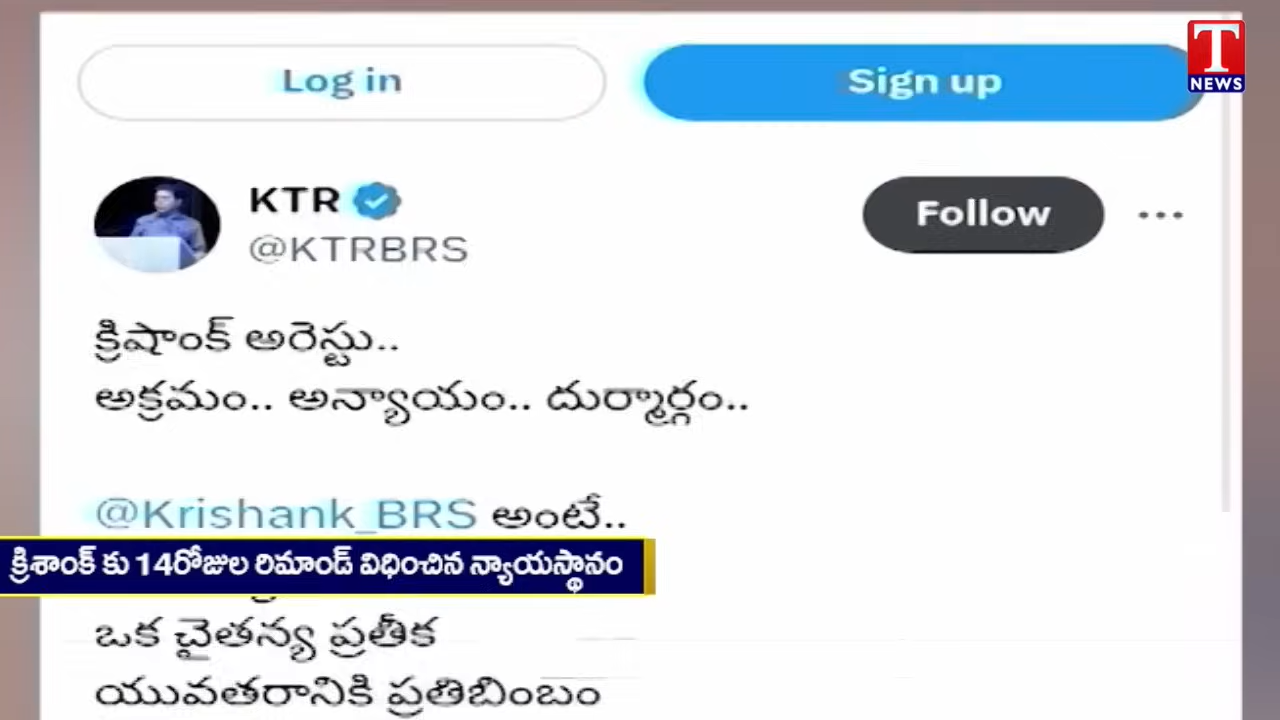 T
NEWS
Log in
Sign up
KTR
@KTRBRS
Follow
క్రిషాంక్ అరెస్టు..
అక్రమం.. అన్యాయం.. దుర్మార్గం..
@Krishank_BRS అంటే..
క్రిశాంక్ కు 14రోజుల రిమాండ్ విధించిన న్యాయస్థానం
ఒక చైతన్య ప్రతీక
యువతరానికి ప్రతిబింబం